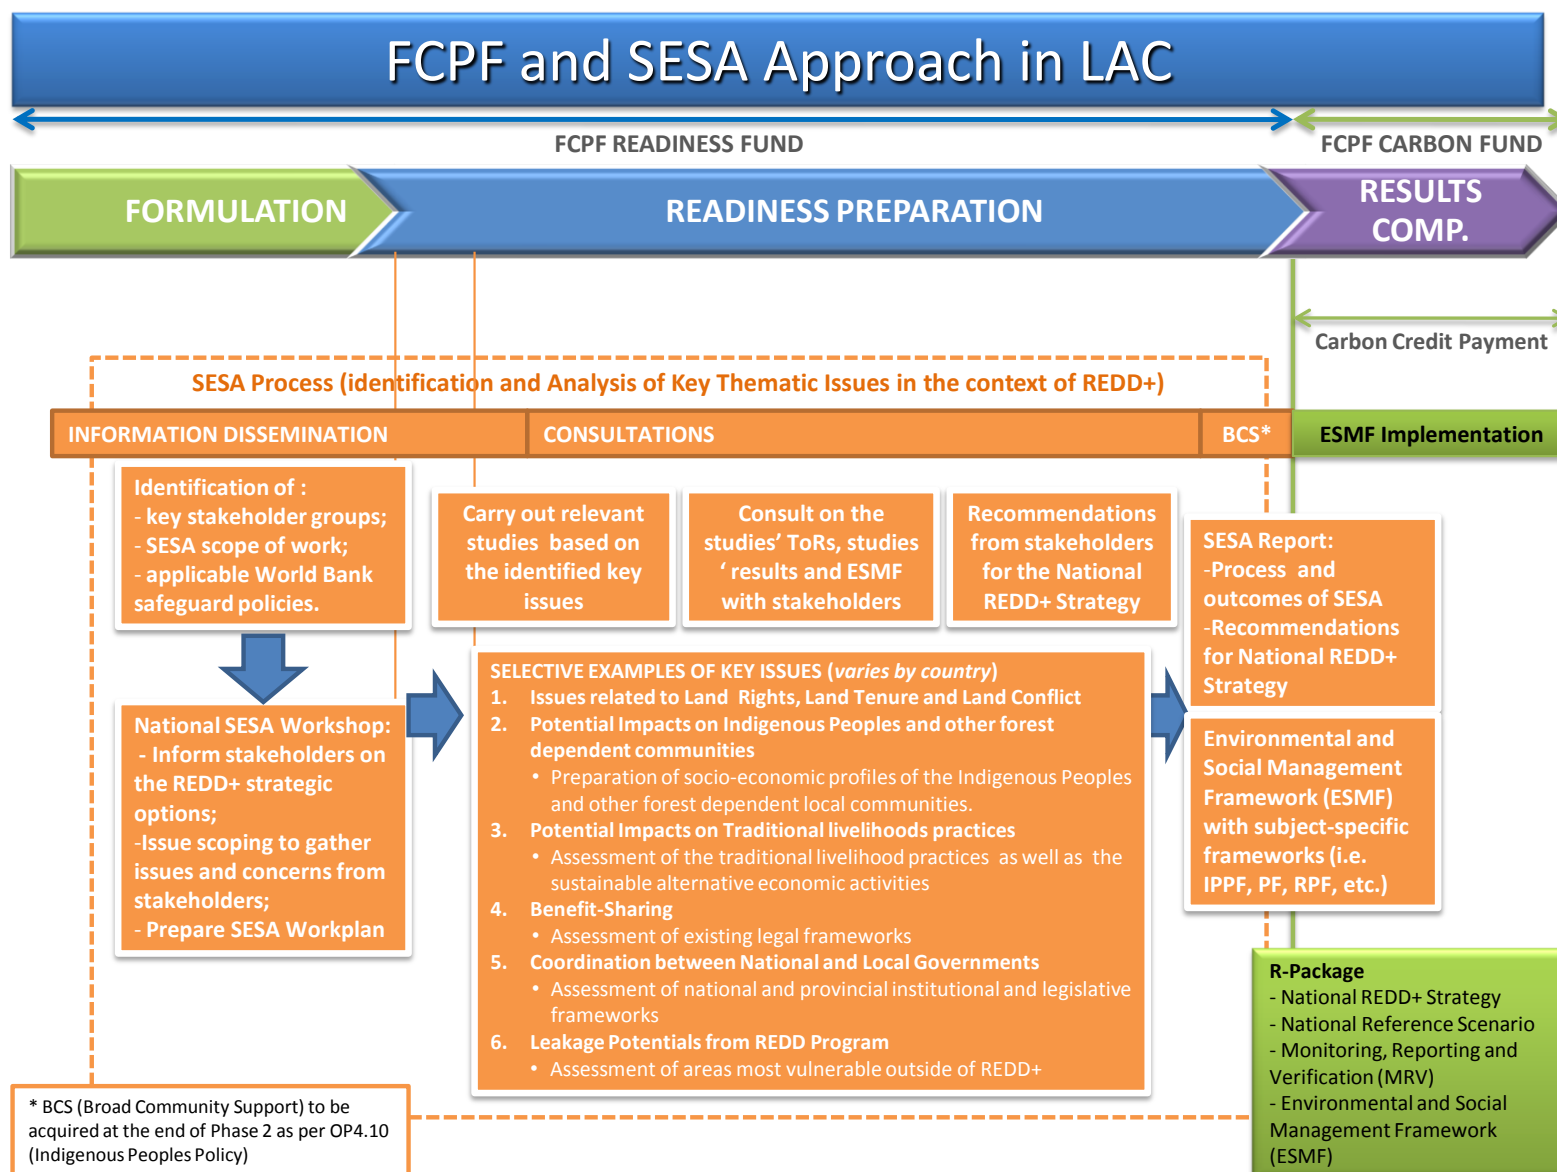 FCPF and SESA Approach in LAC
FCPF READINESS FUND
FCPF CARBON FUND
FORMULATION
READINESS PREPARATION
RESULTS
COMP.
Carbon Credit Payment
SESA Process (identification and Analysis of Key Thematic Issues in the context of REDD+)
INFORMATION DISSEMINATION
CONSULTATIONS
BCS*
ESMF Implementation
Identification of :
- key stakeholder groups;
- SESA scope of work;
- applicable World Bank
safeguard policies.
National SESA Workshop:
- Inform stakeholders on
the REDD+ strategic
options;
-Issue scoping to gather
issues and concerns from
stakeholders;
- Prepare SESA Workplan
Carry out relevant
studies based on
the identified key
issues
Consult on the
studies’ ToRs, studies
‘ results and ESMF
with stakeholders
Recommendations
from stakeholders
for the National
REDD+ Strategy
SELECTIVE EXAMPLES OF KEY ISSUES (varies by country)
1. Issues related to Land Rights, Land Tenure and Land Conflict
2. Potential Impacts on Indigenous Peoples and other forest
dependent communities
• Preparation of socio-economic profiles of the Indigenous Peoples
and other forest dependent local communities.
3. Potential Impacts on Traditional livelihoods practices
• Assessment of the traditional livelihood practices as well as the
sustainable alternative economic activities
4. Benefit-Sharing
• Assessment of existing legal frameworks
5. Coordination between National and Local Governments
• Assessment of national and provincial institutional and legislative
frameworks
6. Leakage Potentials from REDD Program
• Assessment of areas most vulnerable outside of REDD+
SESA Report:
-Process and
outcomes of SESA
-Recommendations
for National REDD+
Strategy
Environmental and
Social Management
Framework (ESMF)
with subject-specific
frameworks (i.e.
IPPF, PF, RPF, etc.)
R-Package
- National REDD+ Strategy
- National Reference Scenario
- Monitoring, Reporting and
Verification (MRV)
- Environmental and Social
Management Framework
(ESMF)
* BCS (Broad Community Support) to be
acquired at the end of Phase 2 as per OP4.10
(Indigenous Peoples Policy)